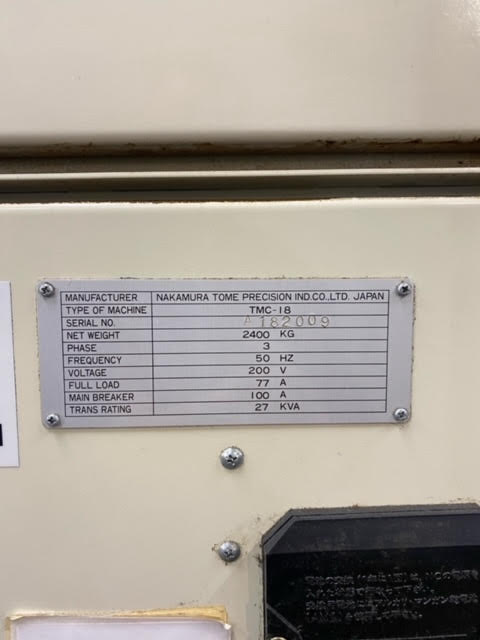 MANUFACTURER NAKAMURA TOME PRECISION IND.CO.,LTD. JAPAN
TYPE OF MACHINE TMC-18
SERIAL NO. A182009
NET WEIGHT 2400 KG
PHASE 3
FREQUENCY 50 HZ
VOLTAGE 200 V
FULL LOAD 77 A
MAIN BREAKER 100 A
TRANS RATING 27 KVA